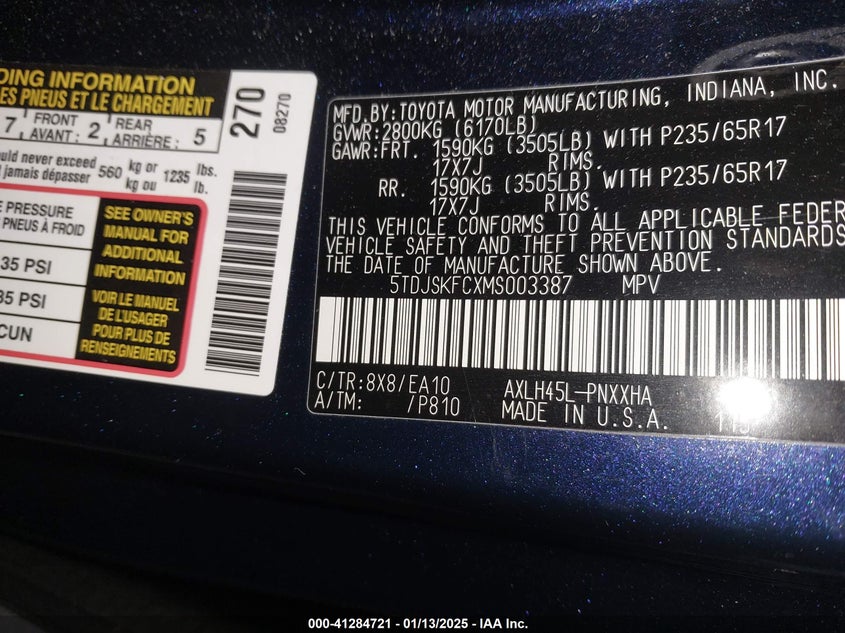 DING INFORMATION
LES PNEUS ET LE CHARGEMENT
7 FRONT AVANT: 2 REAR ARRIÈRE: 5
ould never exceed 560 kg or 1235 lbs.
jamais dépasser kg ou lb.
E PRESSURE
PNEUS À FROID
35 PSI
35 PSI
CUN
SEE OWNER'S
MANUAL FOR
ADDITIONAL
INFORMATION
VOIR LE MANUEL
DE L'USAGER
POUR PLUS DE
RENSEIGNEMENTS
270
08270
MFD.BY:TOYOTA MOTOR MANUFACTURING, INDIANA, INC.
GVWR:2800KG (6170LB)
GAWR:FRT. 1590KG (3505LB) WITH P235/65R17
17X7J RIMS.
RR. 1590KG (3505LB) WITH P235/65R17
17X7J RIMS.
THIS VEHICLE CONFORMS TO ALL APPLICABLE FEDER
VEHICLE SAFETY AND THEFT PREVENTION STANDARDS
THE DATE OF MANUFACTURE SHOWN ABOVE.
5TDJSKFCXMS003387 MPV
C/TR:8X8/EA10 AXLH45L-PNXXHA
A/TM: /P810 MADE IN U.S.A.
000-41284721 - 01/13/2025 - IAA Inc.